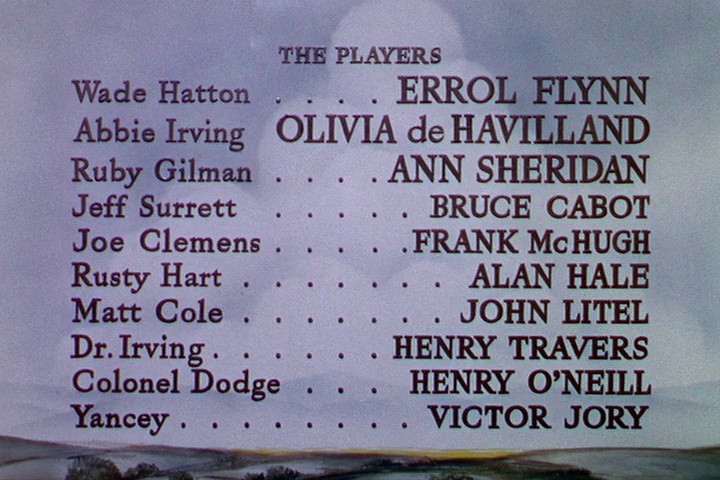 THE PLAYERS
Wade Hatton . . . . ERROL FLYNN
Abbie Irving OLIVIA de HAVILLAND
Ruby Gilman . . . . ANN SHERIDAN
Jeff Surrett . . . . . BRUCE CABOT
Joe Clemens . . . . . FRANK McHUGH
Rusty Hart . . . . . . . ALAN HALE
Matt Cole . . . . . . . JOHN LITEL
Dr. Irving . . . . . . HENRY TRAVERS
Colonel Dodge . . . HENRY O'NEILL
Yancey . . . . . . . . VICTOR JORY